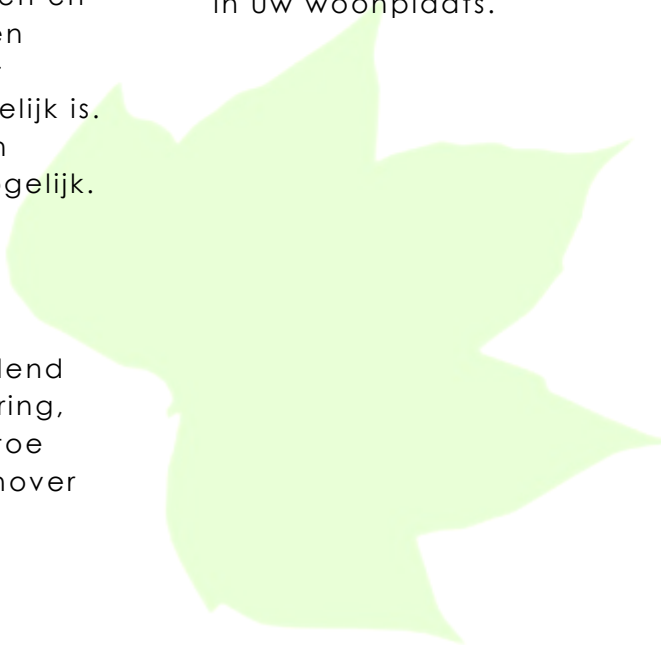 en
elijk is.
n
gelijk.
lend
ring,
roe
nover
in uw woonplaats.